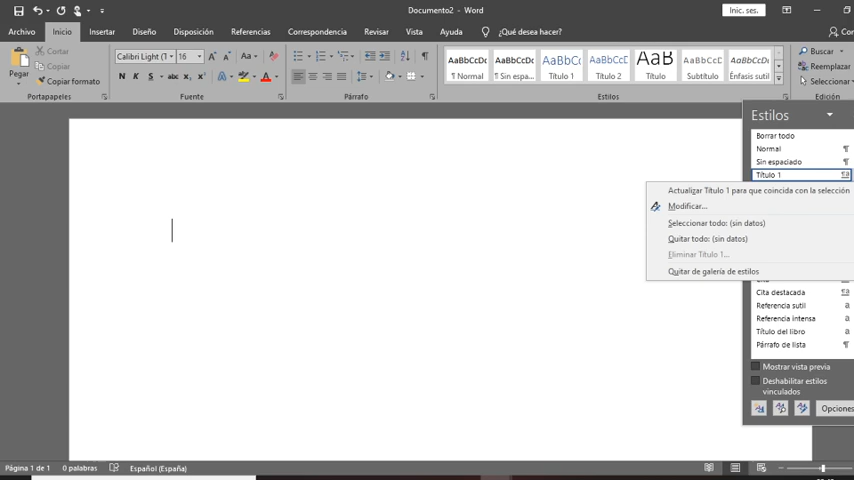 Documento2 - Word
Inic. ses.
Archivo Inicio Insertar Diseño Disposición Referencias Correspondencia Revisar Vista Ayuda ¿Qué desea hacer?
Pegar
Cortar
Copiar
Copiar formato
Portapapeles
Calibri Light (T 16
N K S abc x₂ x²
Aa
Fuente
Párrafo
AaBbCcDc AaBbCcDc AaBbCc AaBbCcD AaB AaBbCcD AaBbCcDc
¶ Normal ¶ Sin espa... Título 1 Título 2 Título Subtítulo Énfasis sutil
Estilos
Buscar
Reemplazar
Seleccionar
Edición
Estilos
Borrar todo
Normal
Sin espaciado
Título 1
Actualizar Título 1 para que coincida con la selección
Modificar...
Seleccionar todo: (sin datos)
Quitar todo: (sin datos)
Eliminar Título 1...
Quitar de galería de estilos
Cita destacada
Referencia sutil
Referencia intensa
Título del libro
Párrafo de lista
Mostrar vista previa
Deshabilitar estilos
vinculados
Opciones
Página 1 de 1 0 palabras Español (España)